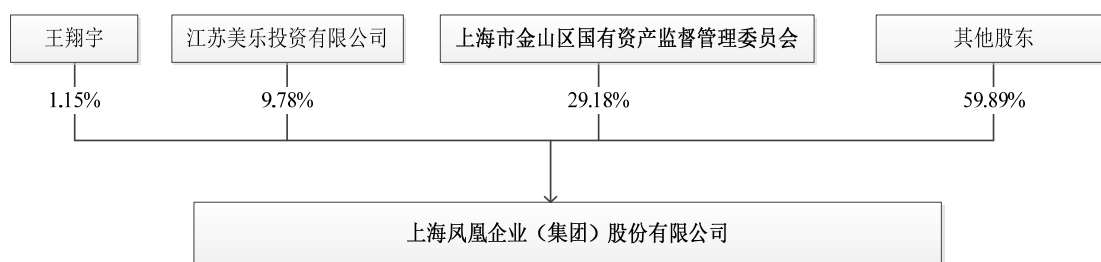 王翔宇
江苏美乐投资有限公司
上海市金山区国有资产监督管理委员会
其他股东
1.15%
9.78%
29.18%
59.89%
上海凤凰企业（集团）股份有限公司